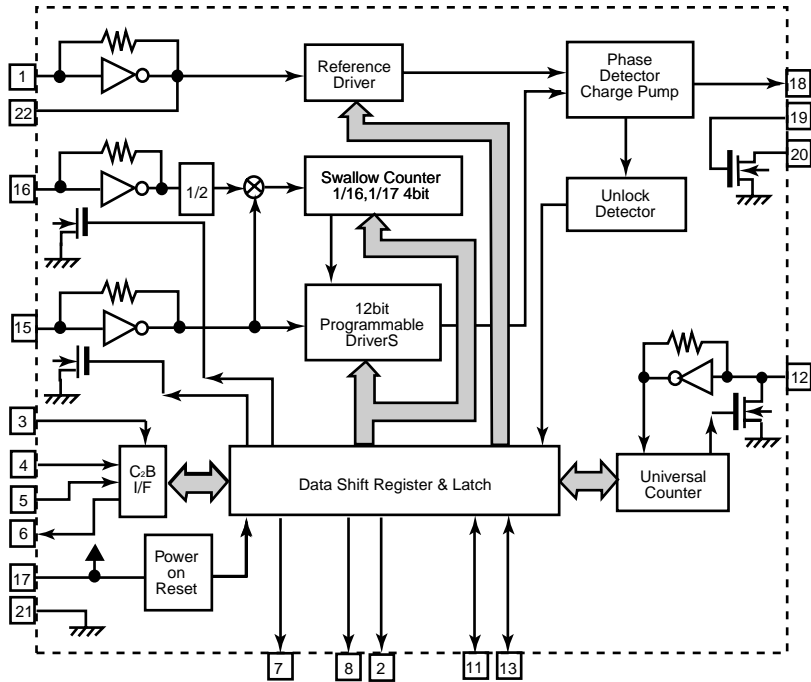 1
22
16
15
3
4
5
6
17
21
Reference
Driver
Phase
Detector
Charge Pump
18
19
20
1/2
Swallow Counter
1/16,1/17 4bit
Unlock
Detector
12bit
Programmable
DriverS
12
C₂B
I/F
Data Shift Register & Latch
Universal
Counter
Power
on
Reset
7
8
2
11
13